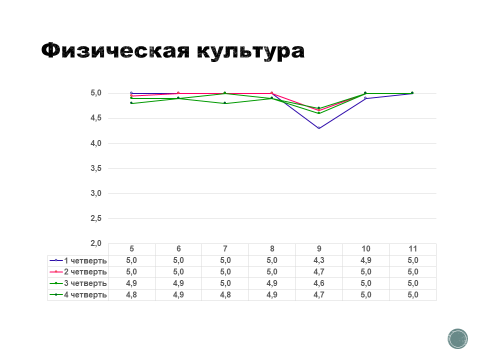 Физическая культура
5,0
4,5
4,0
3,5
3,0
2,5
2,0
5 6 7 8 9 10 11
1 четверть 5,0 5,0 5,0 5,0 4,3 4,9 5,0
2 четверть 5,0 5,0 5,0 5,0 4,7 5,0 5,0
3 четверть 4,9 4,9 5,0 4,9 4,6 5,0 5,0
4 четверть 4,8 4,9 4,8 4,9 4,7 5,0 5,0